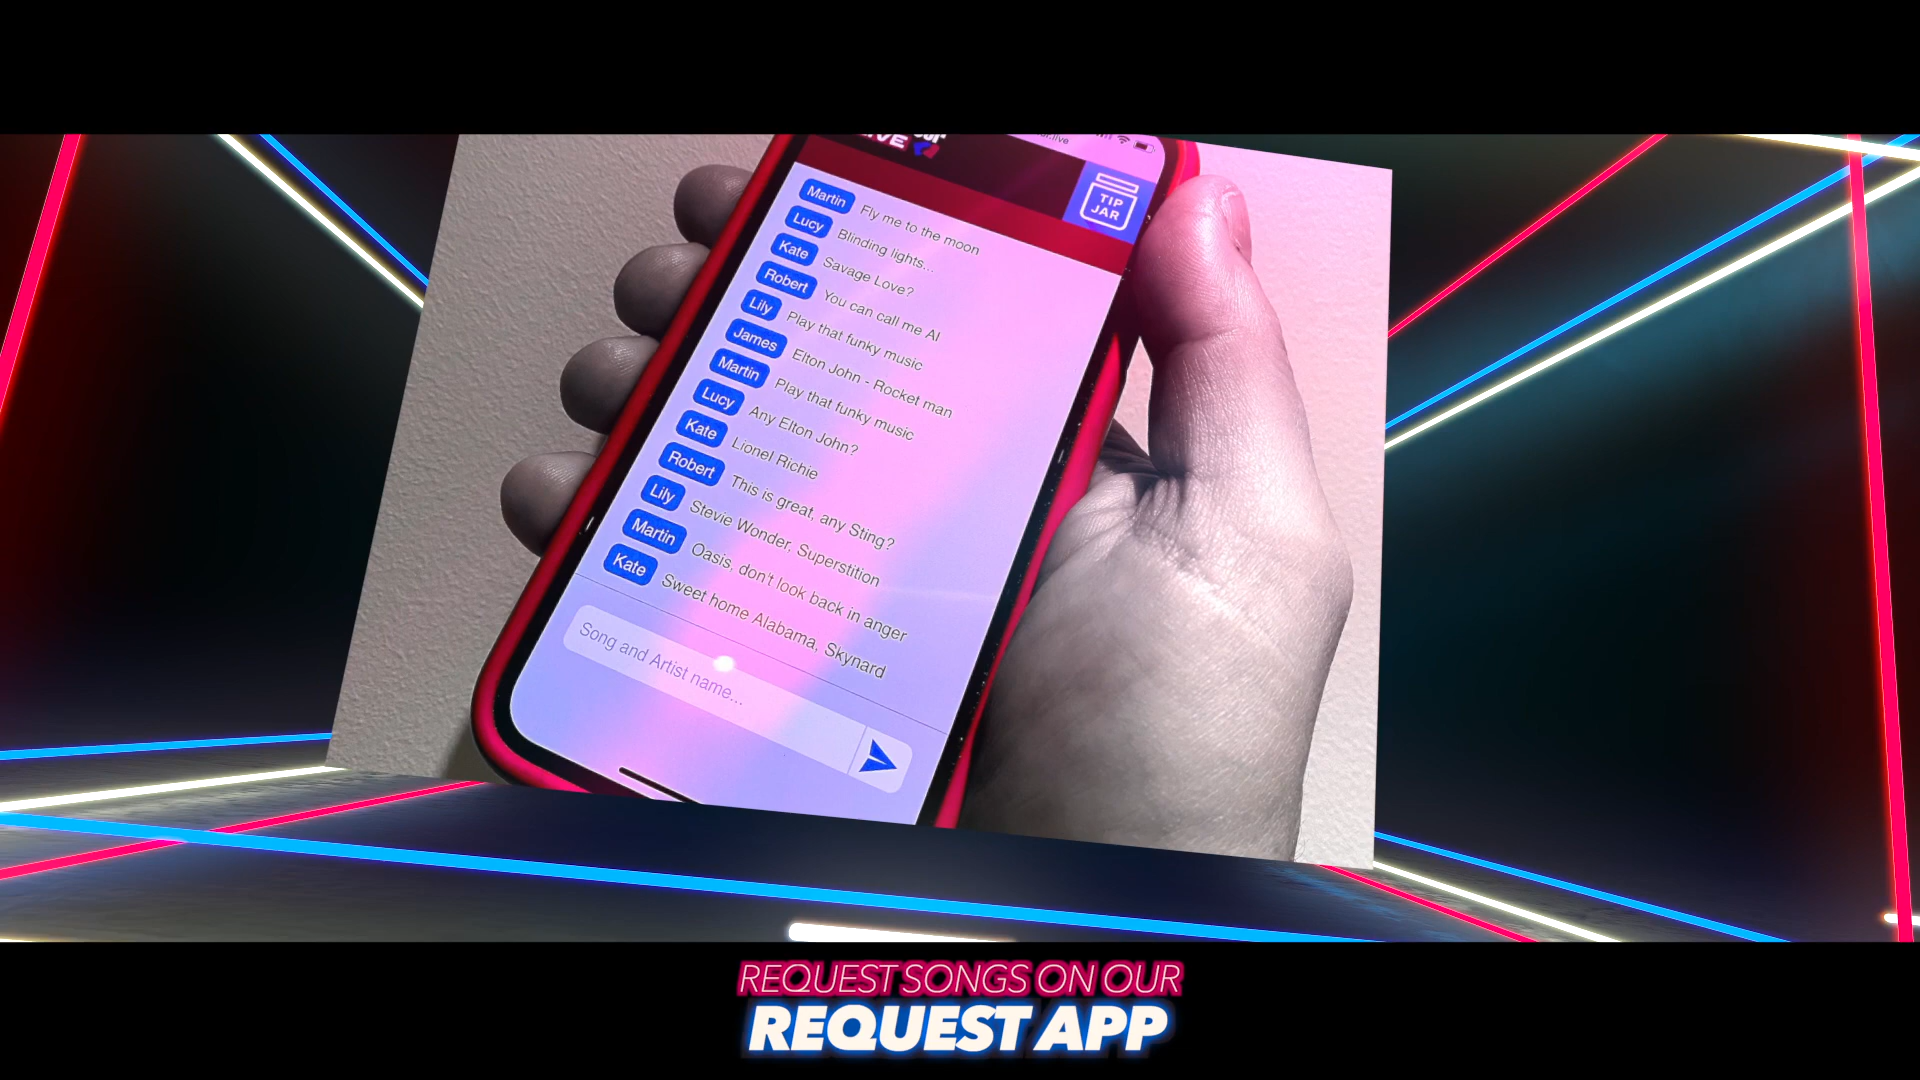 LIVE
TIP
JAR
Martin Fly me to the moon
Lucy Blinding lights...
Kate Savage Love?
Robert You can call me Al
Lily Play that funky music
James Elton John - Rocket man
Martin Play that funky music
Lucy Any Elton John?
Kate Lionel Richie
Robert This is great, any Sting?
Lily Stevie Wonder, Superstition
Martin Oasis, don't look back in anger
Kate Sweet home Alabama, Skynard
Song and Artist name...
REQUEST SONGS ON OUR
REQUEST APP